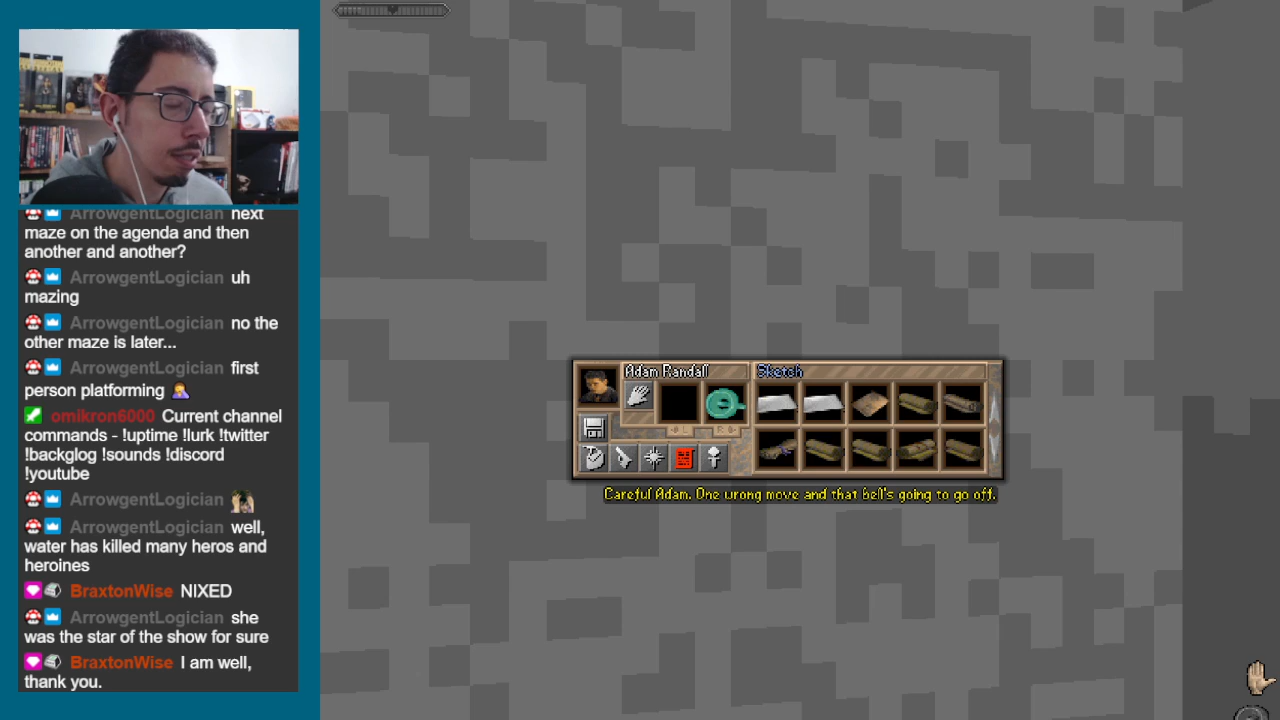 ArrowgentLogician next
maze on the agenda and then
another and another?
ArrowgentLogician uh
mazing
ArrowgentLogician no the
other maze is later...
ArrowgentLogician first
person platforming
omikron6000 Current channel
commands - !uptime !lurk !twitter
!backglog !sounds !discord
!youtube
ArrowgentLogician
ArrowgentLogician well,
water has killed many heros and
heroines
BraxtonWise NIXED
ArrowgentLogician she
was the star of the show for sure
BraxtonWise I am well,
thank you.
Adam Randall
Sketch
L
R
Careful Adam. One wrong move and that bell's going to go off.